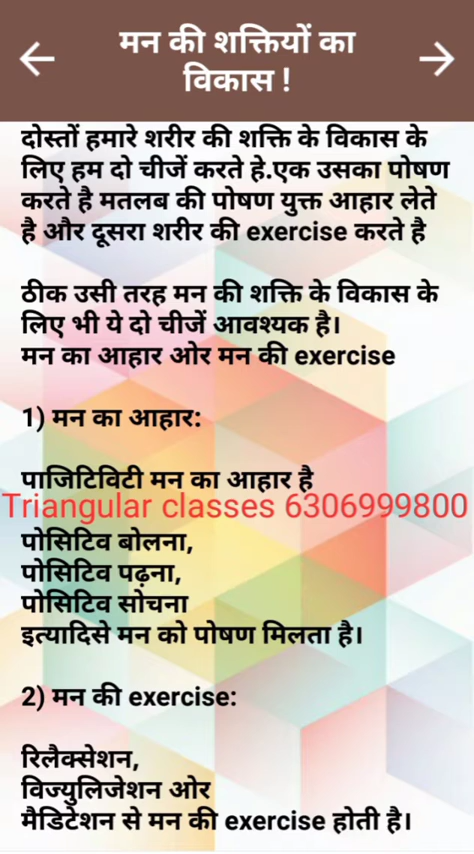 मन की शक्तियों का
विकास !
दोस्तों हमारे शरीर की शक्ति के विकास के
लिए हम दो चीजें करते हे.एक उसका पोषण
करते है मतलब की पोषण युक्त आहार लेते
है और दूसरा शरीर की exercise करते है
ठीक उसी तरह मन की शक्ति के विकास के
लिए भी ये दो चीजें आवश्यक है।
मन का आहार ओर मन की exercise
1) मन का आहार:
पाजिटिविटी मन का आहार है
Triangular classes 6306999800
पोसिटिव बोलना,
पोसिटिव पढ़ना,
पोसिटिव सोचना
इत्यादिसे मन को पोषण मिलता है।
2) मन की exercise:
रिलैक्सेशन,
विज्युलिजेशन ओर
मैडिटेशन से मन की exercise होती है।